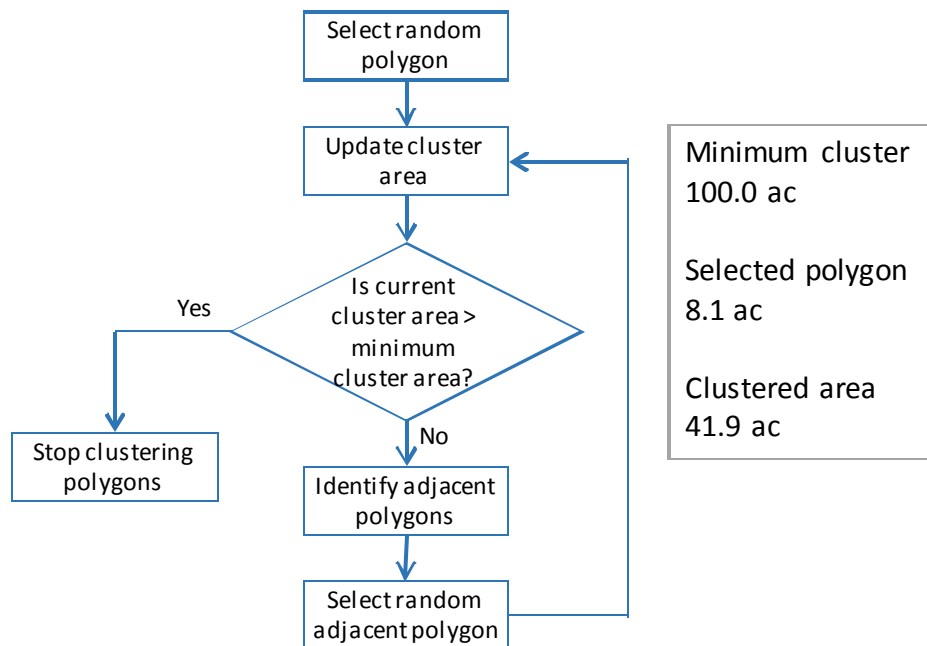 Select random
polygon
Update cluster
area
Is current
cluster area >
minimum
cluster area?
Yes
No
Stop clustering
polygons
Identify adjacent
polygons
Select random
adjacent polygon
Minimum cluster
100.0 ac
Selected polygon
8.1 ac
Clustered area
41.9 ac